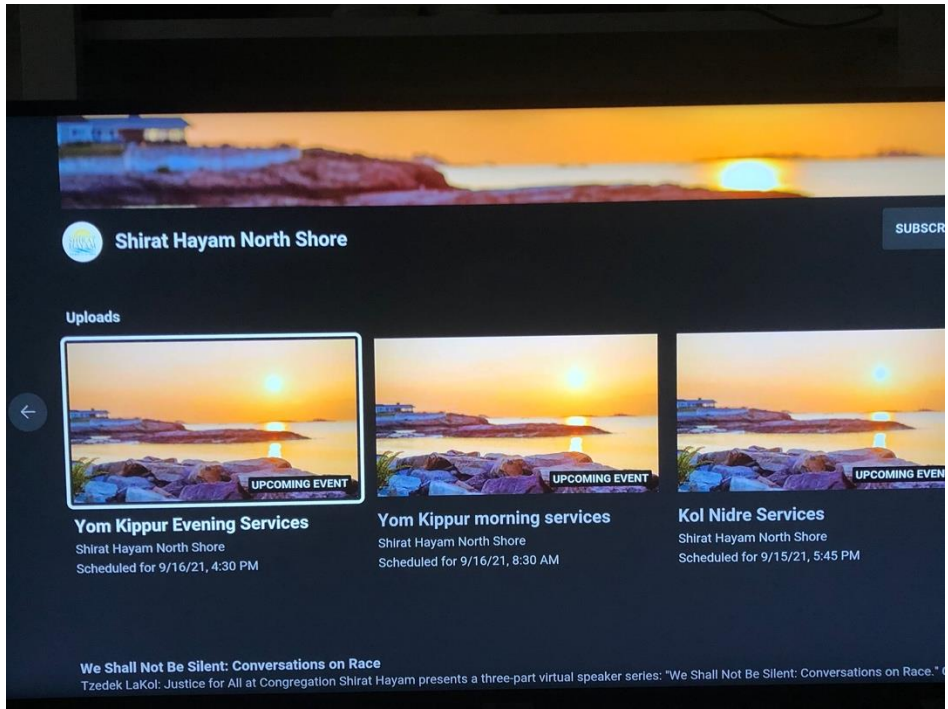 Shirat Hayam North Shore
SUBSCR
Uploads
UPCOMING EVENT
UPCOMING EVENT
UPCOMING EVEN
Yom Kippur Evening Services
Shirat Hayam North Shore
Scheduled for 9/16/21, 4:30 PM
Yom Kippur morning services
Shirat Hayam North Shore
Scheduled for 9/16/21, 8:30 AM
Kol Nidre Services
Shirat Hayam North Shore
Scheduled for 9/15/21, 5:45 PM
We Shall Not Be Silent: Conversations on Race
Tzedek LaKol: Justice for All at Congregation Shirat Hayam presents a three-part virtual speaker series: "We Shall Not Be Silent: Conversations on Race."